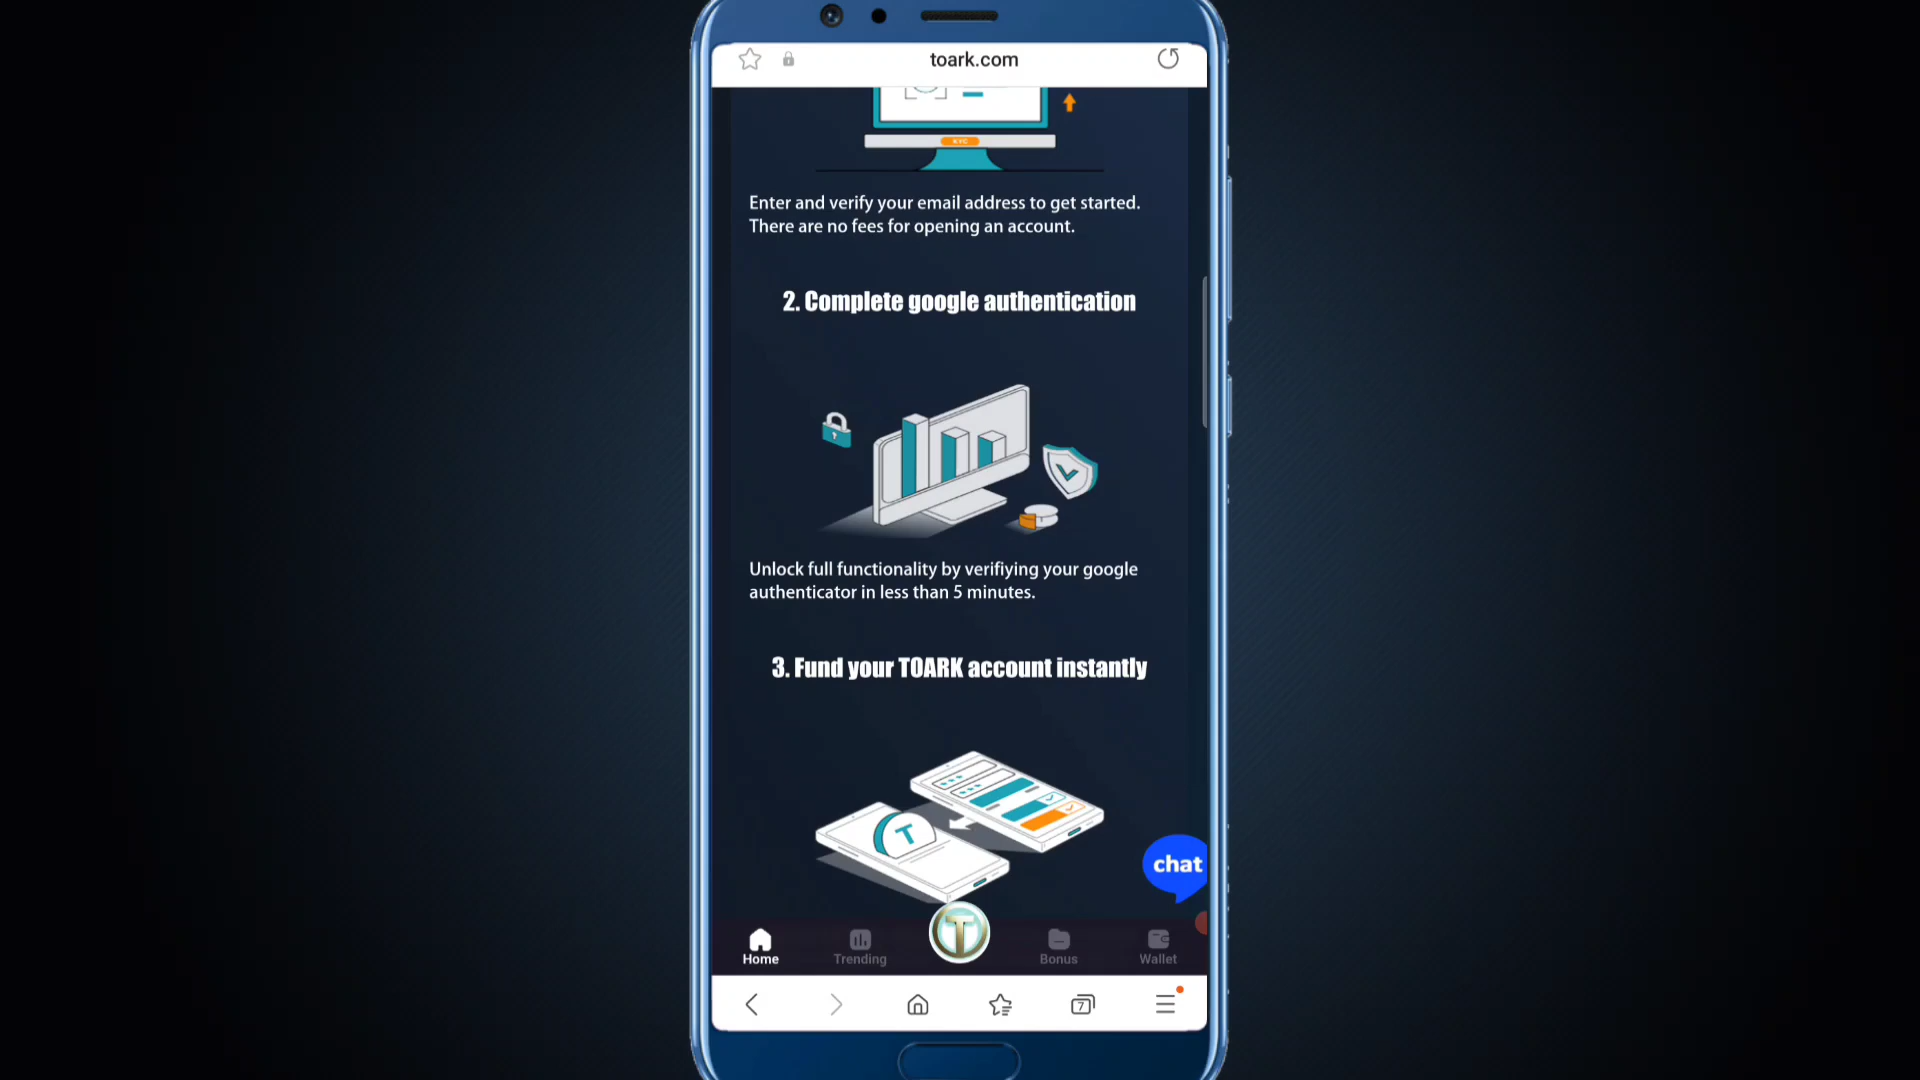 toark.com
KYC
Enter and verify your email address to get started.
There are no fees for opening an account.
2. Complete google authentication
Unlock full functionality by verifiying your google
authenticator in less than 5 minutes.
3. Fund your TOARK account instantly
T
chat
T
Home
Trending
Bonus
Wallet
7